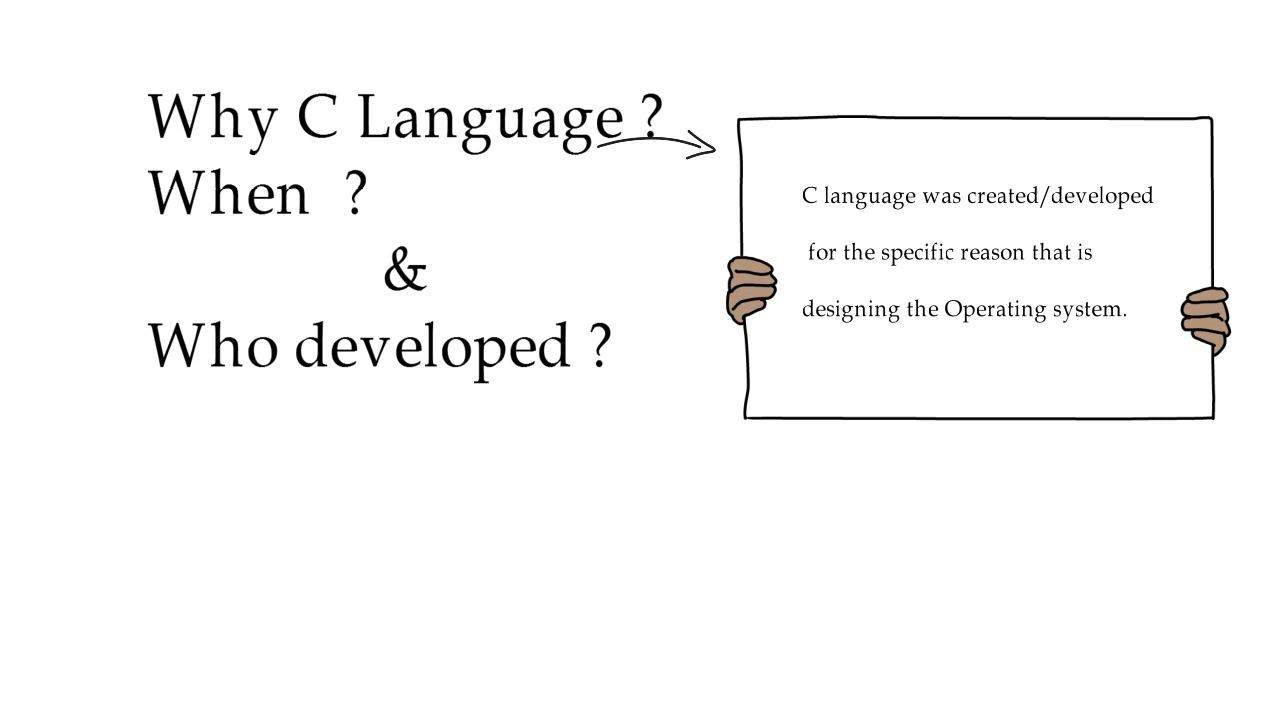 Why C Language ?
When ?
&
Who developed ?
C language was created/developed
for the specific reason that is
designing the Operating system.